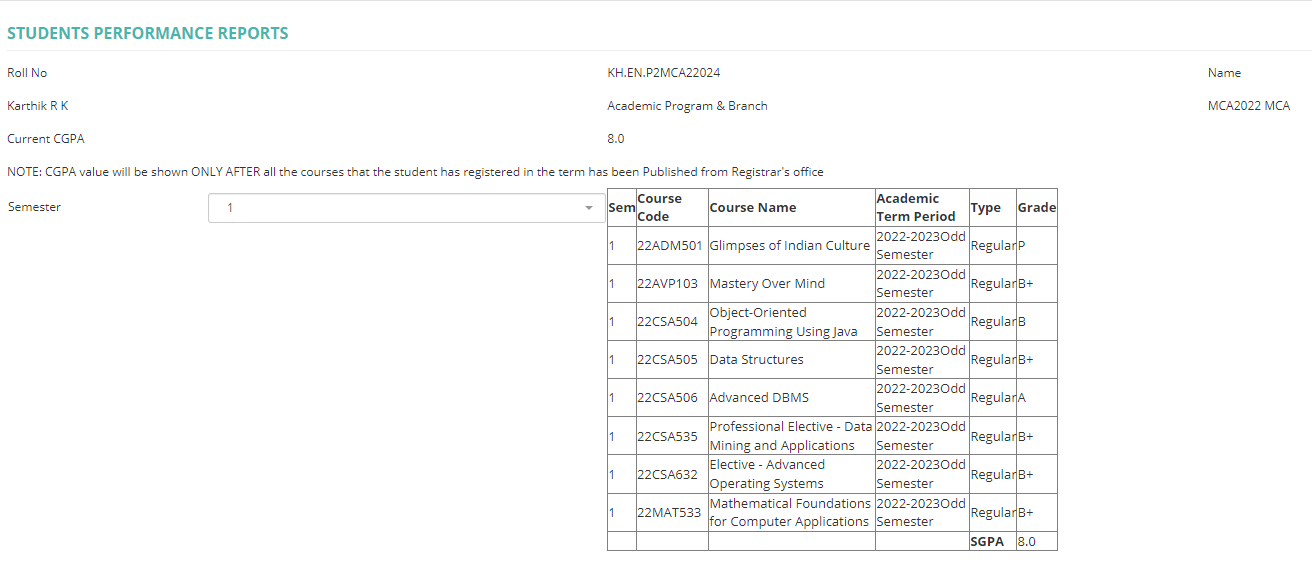 STUDENTS PERFORMANCE REPORTS
Roll No KH.EN.P2MCA22024 Name
Karthik R K Academic Program & Branch MCA2022 MCA
Current CGPA 8.0
NOTE: CGPA value will be shown ONLY AFTER all the courses that the student has registered in the term has been Published from Registrar's office
Semester 1
Sem Course Code Course Name Academic Term Period Type Grade
1 22ADM501 Glimpses of Indian Culture 2022-2023Odd Semester Regular P
1 22AVP103 Mastery Over Mind 2022-2023Odd Semester Regular B+
1 22CSA504 Object-Oriented Programming Using Java 2022-2023Odd Semester Regular B
1 22CSA505 Data Structures 2022-2023Odd Semester Regular B+
1 22CSA506 Advanced DBMS 2022-2023Odd Semester Regular A
1 22CSA535 Professional Elective - Data Mining and Applications 2022-2023Odd Semester Regular B+
1 22CSA632 Elective - Advanced Operating Systems 2022-2023Odd Semester Regular B+
1 22MAT533 Mathematical Foundations for Computer Applications 2022-2023Odd Semester Regular B+
SGPA 8.0